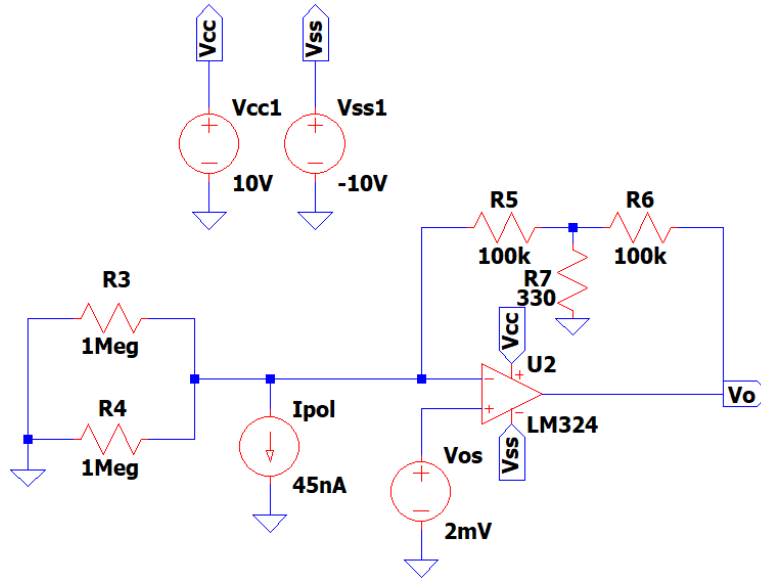 Vcc
Vss
Vcc1
Vss1
10V
-10V
R5
R6
100k
100k
R7
330
R3
1Meg
R4
1Meg
Ipol
45nA
Vcc
U2
LM324
Vss
Vos
2mV
Vo